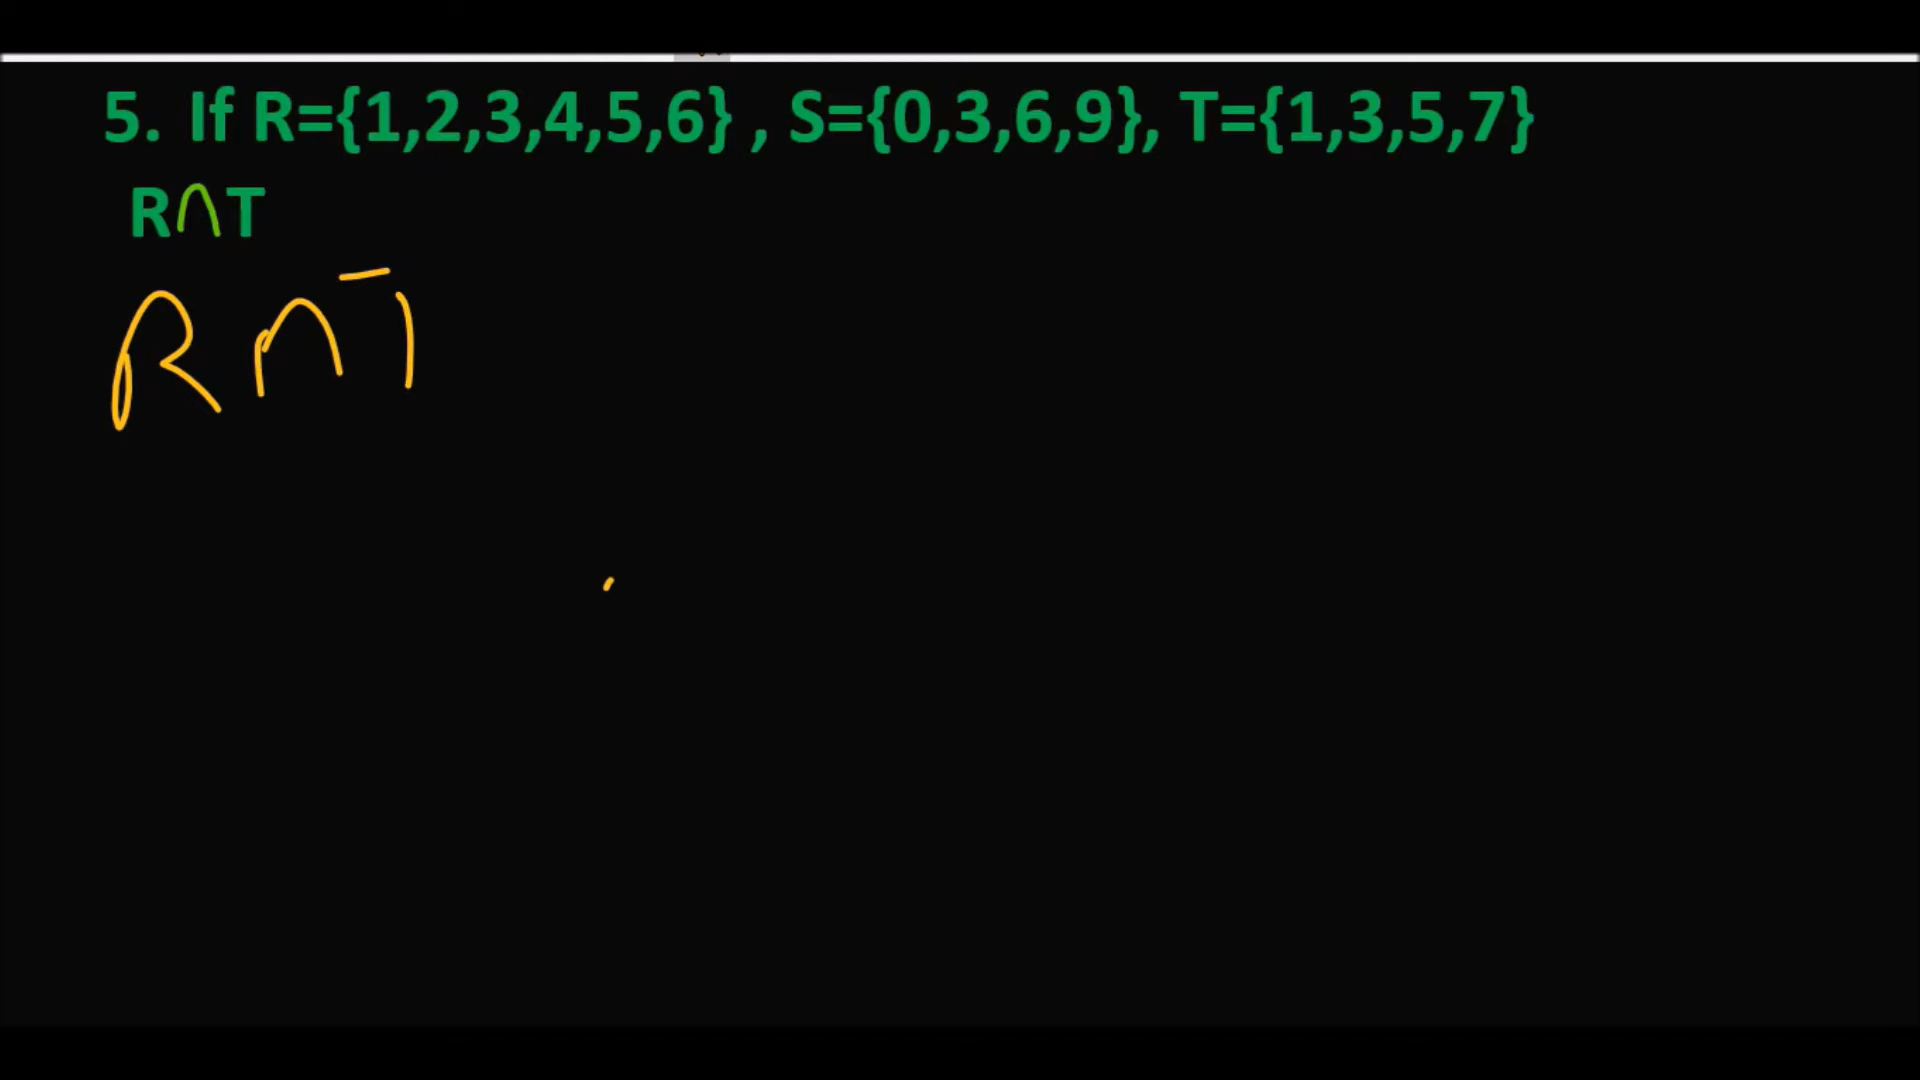 5. If R={1,2,3,4,5,6} , S={0,3,6,9}, T={1,3,5,7}
R∩T
R∩T